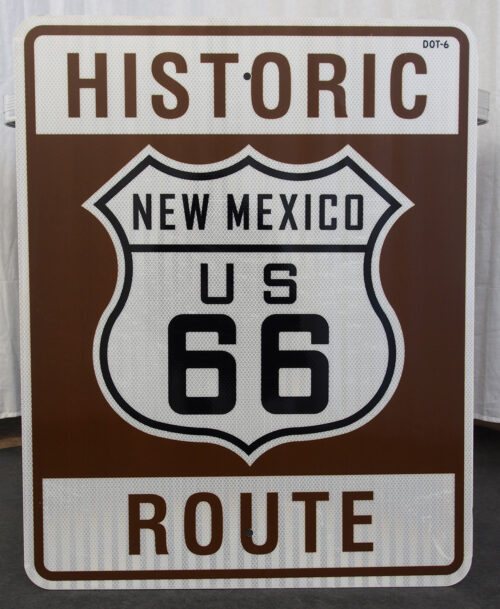 DOT-6
HISTORIC
NEW MEXICO
US
66
ROUTE